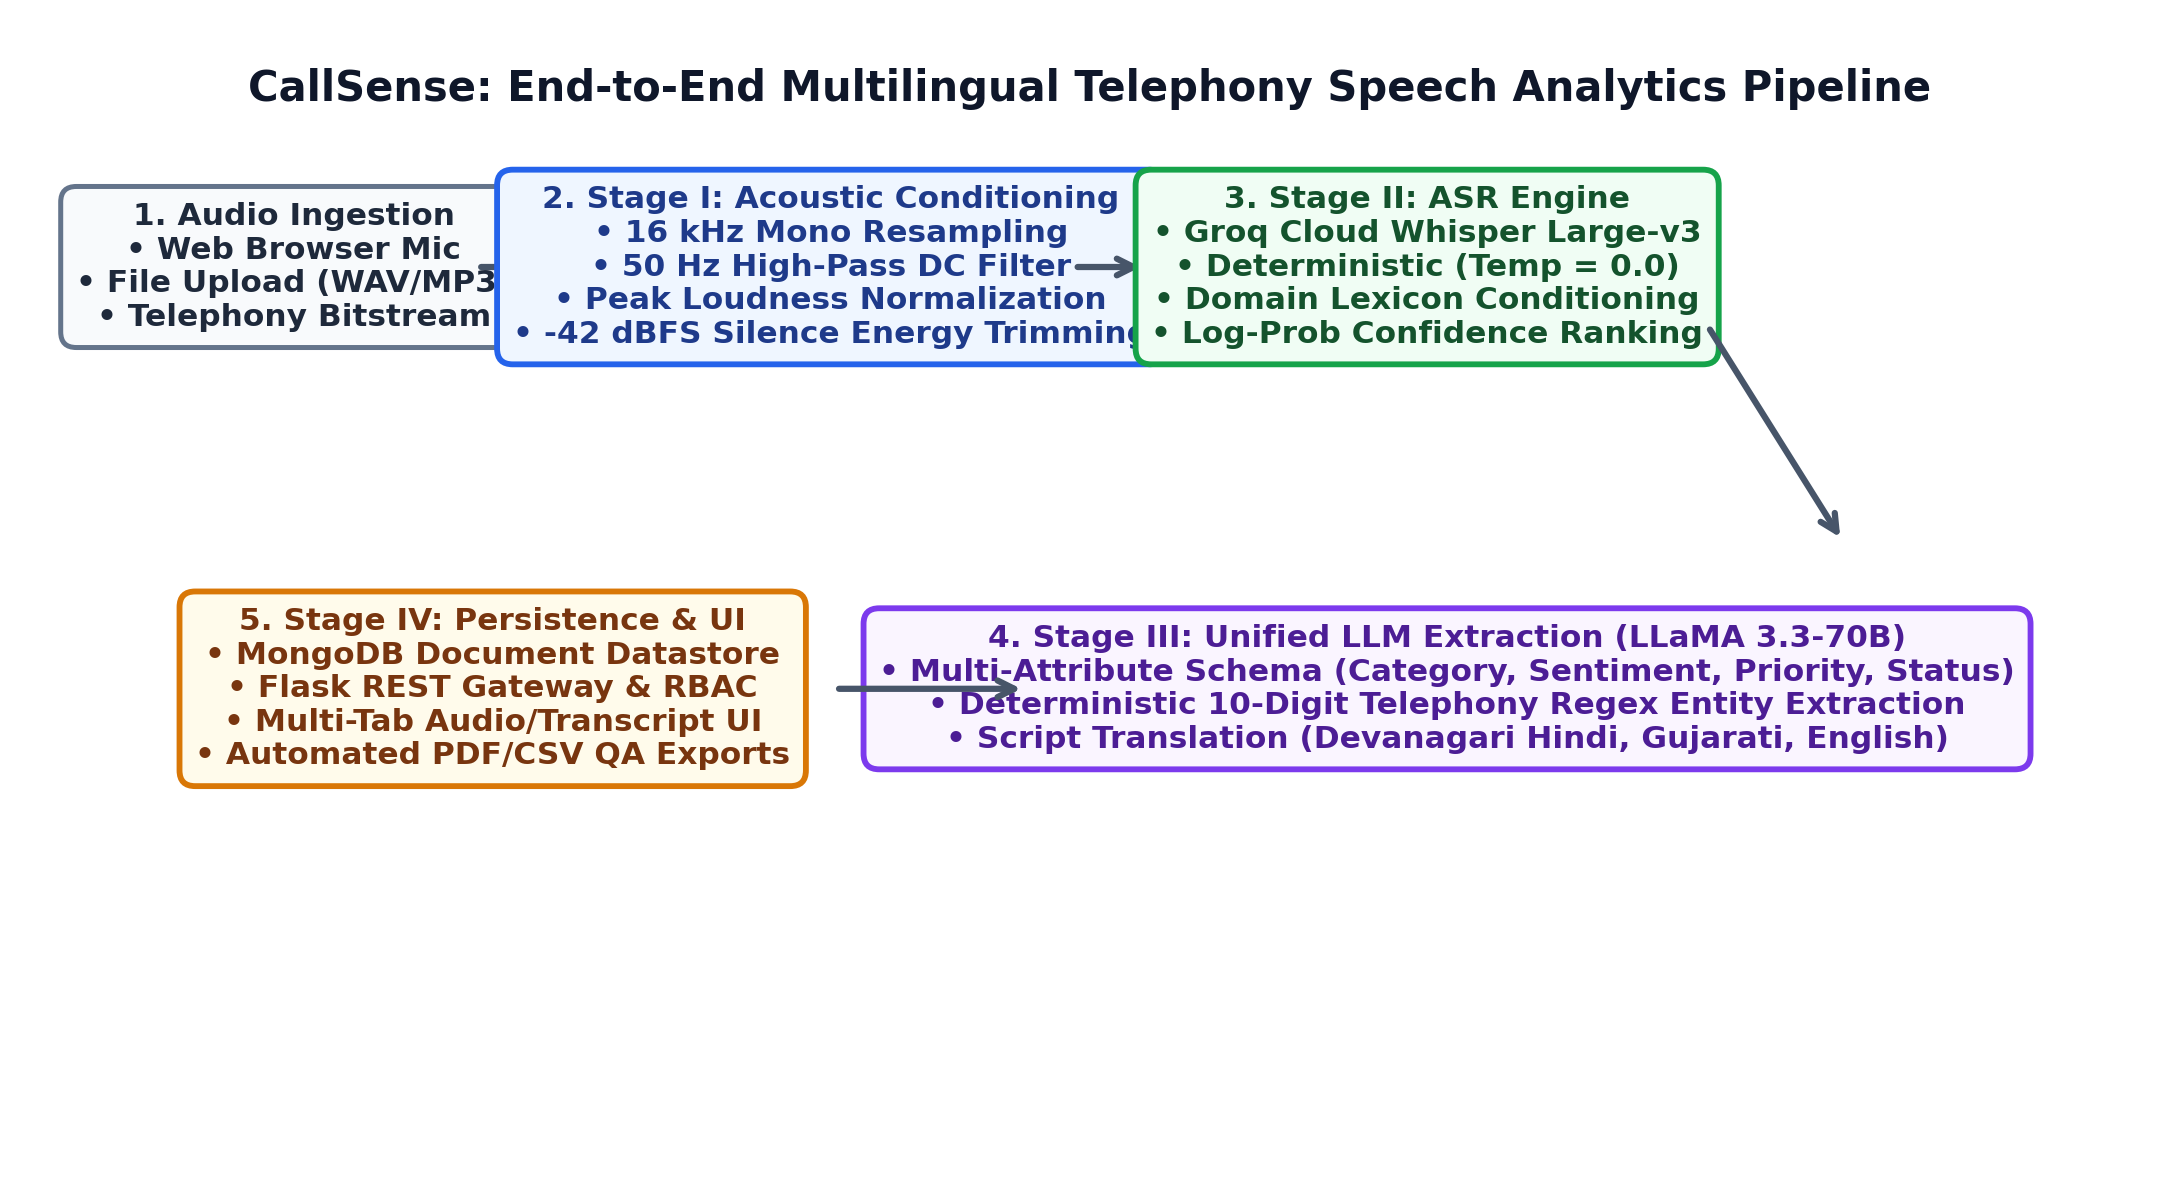 CallSense: End-to-End Multilingual Telephony Speech Analytics Pipeline
1. Audio Ingestion
• Web Browser Mic
• File Upload (WAV/MP3
• Telephony Bitstream
2. Stage I: Acoustic Conditioning
• 16 kHz Mono Resampling
• 50 Hz High-Pass DC Filter
• Peak Loudness Normalization
• -42 dBFS Silence Energy Trimming
3. Stage II: ASR Engine
• Groq Cloud Whisper Large-v3
• Deterministic (Temp = 0.0)
• Domain Lexicon Conditioning
• Log-Prob Confidence Ranking
5. Stage IV: Persistence & UI
• MongoDB Document Datastore
• Flask REST Gateway & RBAC
• Multi-Tab Audio/Transcript UI
• Automated PDF/CSV QA Exports
4. Stage III: Unified LLM Extraction (LLaMA 3.3-70B)
• Multi-Attribute Schema (Category, Sentiment, Priority, Status)
• Deterministic 10-Digit Telephony Regex Entity Extraction
• Script Translation (Devanagari Hindi, Gujarati, English)